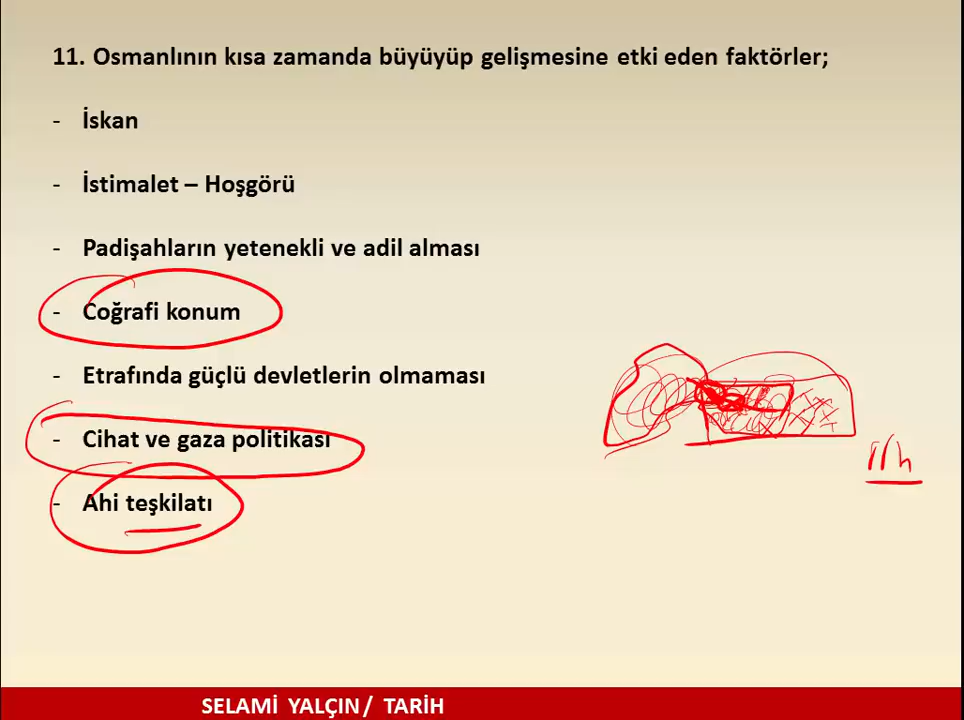 11. Osmanlının kısa zamanda büyüyüp gelişmesine etki eden faktörler;
- İskan
- İstimalet – Hoşgörü
- Padişahların yetenekli ve adil alması
- Coğrafi konum
- Etrafında güçlü devletlerin olmaması
- Cihat ve gaza politikası
- Ahi teşkilatı
SELAMİ YALÇIN / TARİH